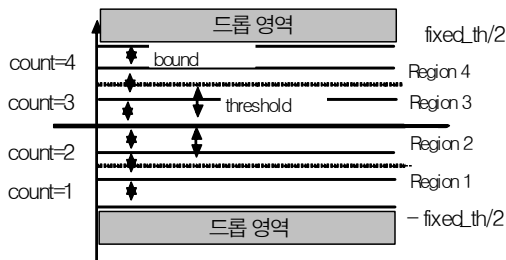 드롭 영역
fixed_th/2
count=4
bound
Region 4
count=3
threshold
Region 3
count=2
Region 2
count=1
Region 1
드롭 영역
- fixed_th/2